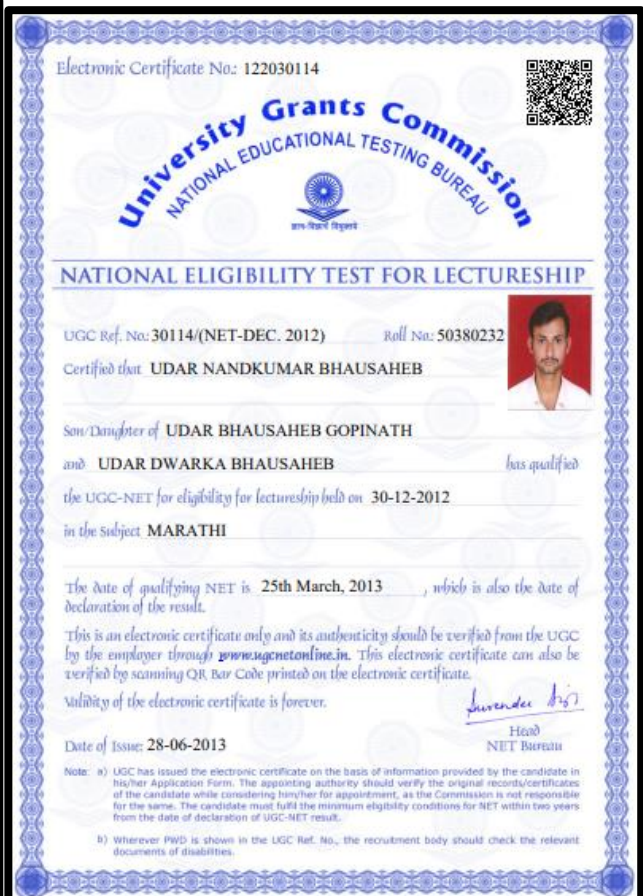 Electronic Certificate No.: 122030114
University Grants Commission
NATIONAL EDUCATIONAL TESTING BUREAU
ज्ञान-विज्ञानं विमुक्तये
NATIONAL ELIGIBILITY TEST FOR LECTURESHIP
UGC Ref. No.: 30114/(NET-DEC. 2012) Roll No.: 50380232
Certified that UDAR NANDKUMAR BHAUSAHEB
Son/Daughter of UDAR BHAUSAHEB GOPINATH
and UDAR DWARKA BHAUSAHEB has qualified
the UGC-NET for eligibility for lectureship held on 30-12-2012
in the Subject MARATHI
The date of qualifying NET is 25th March, 2013 , which is also the date of
declaration of the result.
This is an electronic certificate only and its authenticity should be verified from the UGC
by the employer through www.ugcnetonline.in. This electronic certificate can also be
verified by scanning QR Bar Code printed on the electronic certificate.
Validity of the electronic certificate is forever.
Date of Issue: 28-06-2013
Head
NET Bureau
Note: a) UGC has issued the electronic certificate on the basis of information provided by the candidate in
his/her Application Form. The appointing authority should verify the original records/certificates
of the candidate while considering him/her for appointment, as the Commission is not responsible
for the same. The candidate must fulfil the minimum eligibility conditions for NET within two years
from the date of declaration of UGC-NET result.
b) Wherever PWD is shown in the UGC Ref. No., the recruitment body should check the relevant
documents of disabilities.